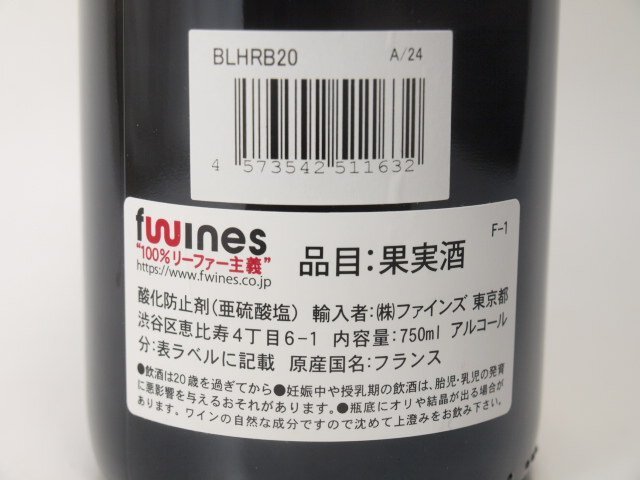 BLHRB20 A/24
4 573542 511632
fwines
"100%リーファー主義"
https://www.fwines.co.jp
品目：果実酒
F-1
酸化防止剤（亜硫酸塩） 輸入者：㈱ファインズ 東京都
渋谷区恵比寿4丁目6-1 内容量：750ml アルコール
分：表ラベルに記載 原産国名：フランス
●飲酒は20歳を過ぎてから●妊娠中や授乳期の飲酒は、胎児・乳児の発育
に悪影響を与えるおそれがあります。●瓶底にオリや結晶が出る場合が
あります。ワインの自然な成分ですので沈めて上澄みをお飲み下さい。